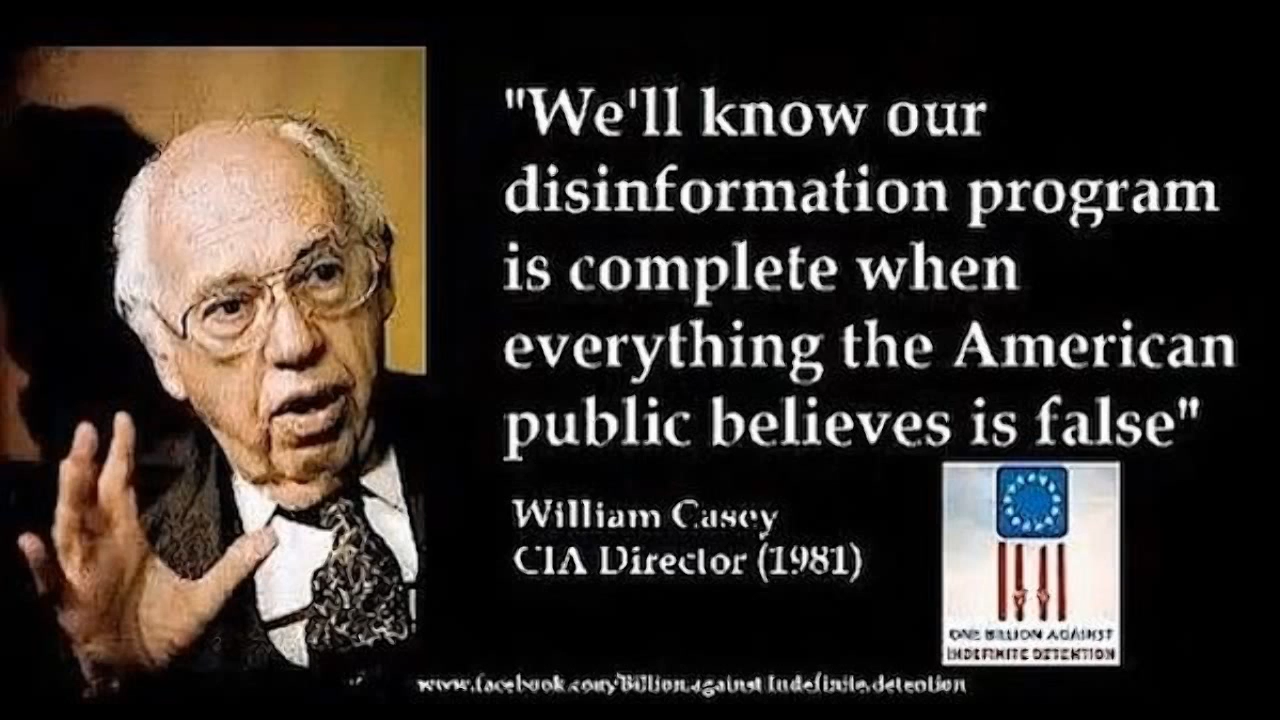 "We'll know our
disinformation program
is complete when
everything the American
public believes is false"
William Casey
CIA Director (1981)
ONE BILLION AGAINST
INDEFINITE DETENTION
www.facebook.com/Billion.against Indefinite.detention